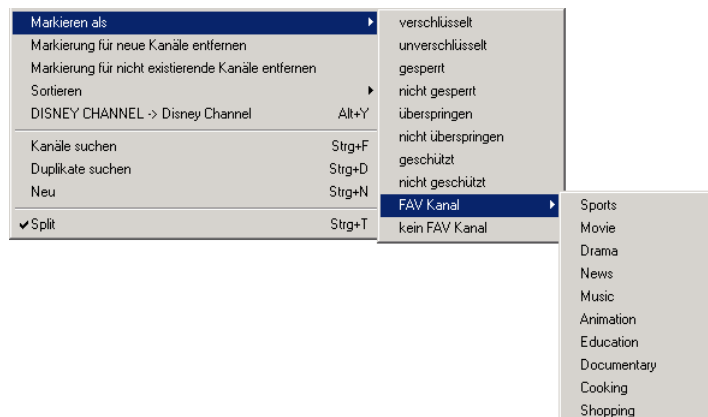 Markieren als
Markierung für neue Kanäle entfernen
Markierung für nicht existierende Kanäle entfernen
Sortieren
DISNEY CHANNEL -> Disney Channel Alt+Y
Kanäle suchen Strg+F
Duplikate suchen Strg+D
Neu Strg+N
Split Strg+T
verschlüsselt
unverschlüsselt
gesperrt
nicht gesperrt
überspringen
nicht überspringen
geschützt
nicht geschützt
FAV Kanal
kein FAV Kanal
Sports
Movie
Drama
News
Music
Animation
Education
Documentary
Cooking
Shopping